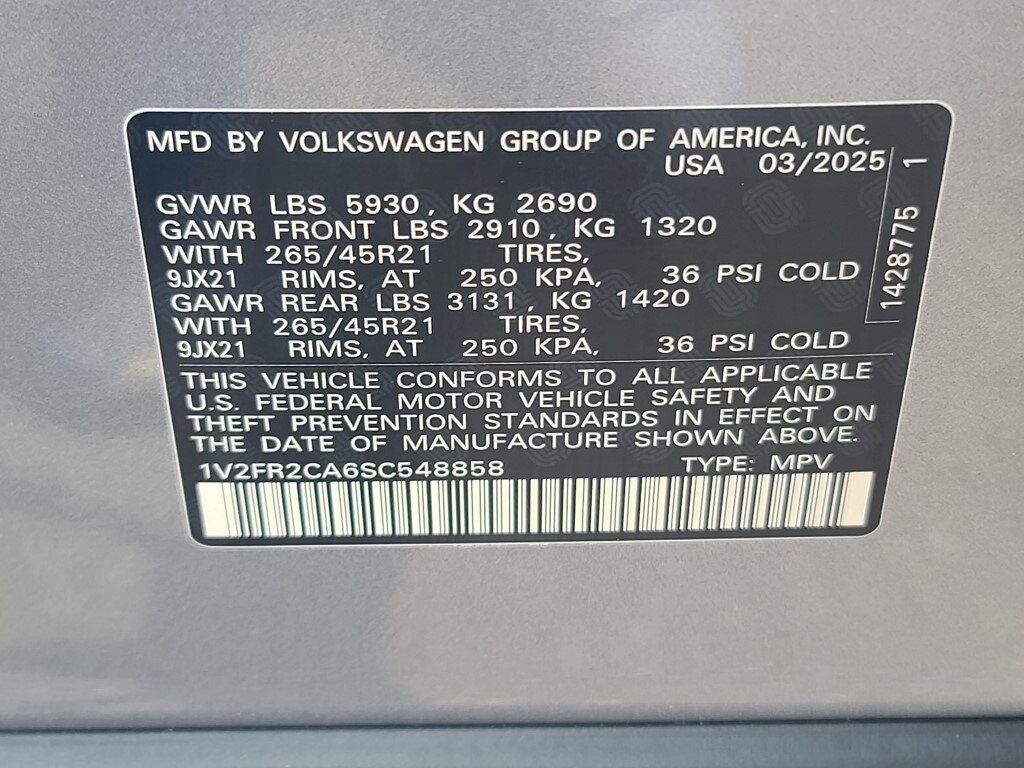 MFD BY VOLKSWAGEN GROUP OF AMERICA, INC.
USA 03/2025
GVWR LBS 5930, KG 2690
GAWR FRONT LBS 2910, KG 1320
WITH 265/45R21 TIRES,
9JX21 RIMS, AT 250 KPA, 36 PSI COLD
GAWR REAR LBS 3131, KG 1420
WITH 265/45R21 TIRES,
9JX21 RIMS, AT 250 KPA, 36 PSI COLD
THIS VEHICLE CONFORMS TO ALL APPLICABLE
U.S. FEDERAL MOTOR VEHICLE SAFETY AND
THEFT PREVENTION STANDARDS IN EFFECT ON
THE DATE OF MANUFACTURE SHOWN ABOVE.
1V2FR2CA6SC548858 TYPE: MPV
1428775 1